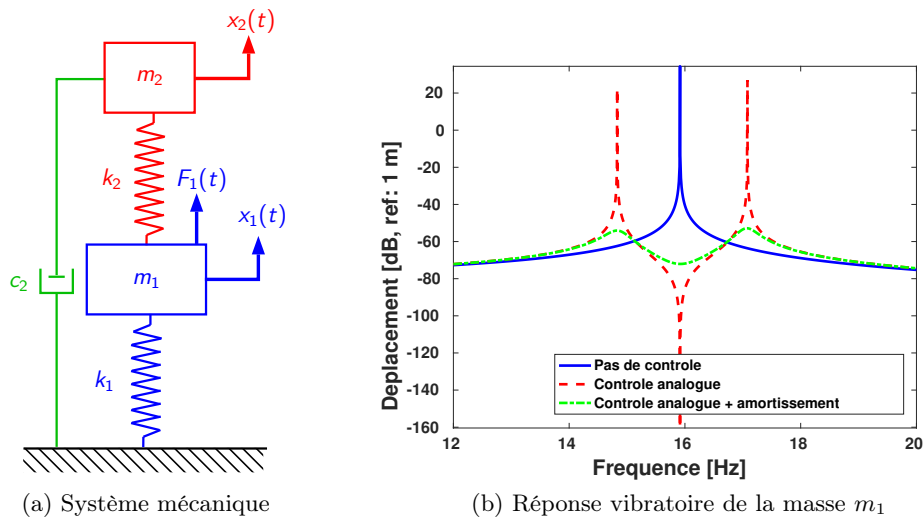 x₂(t)
m₂
k₂
F₁(t)
x₁(t)
c₂
m₁
k₁
(a) Système mécanique
Deplacement [dB, ref: 1 m]
20
0
-20
-40
-60
-80
-100
-120
-140
-160
12
14
16
18
20
Frequence [Hz]
Pas de controle
Controle analogue
Controle analogue + amortissement
(b) Réponse vibratoire de la masse m₁